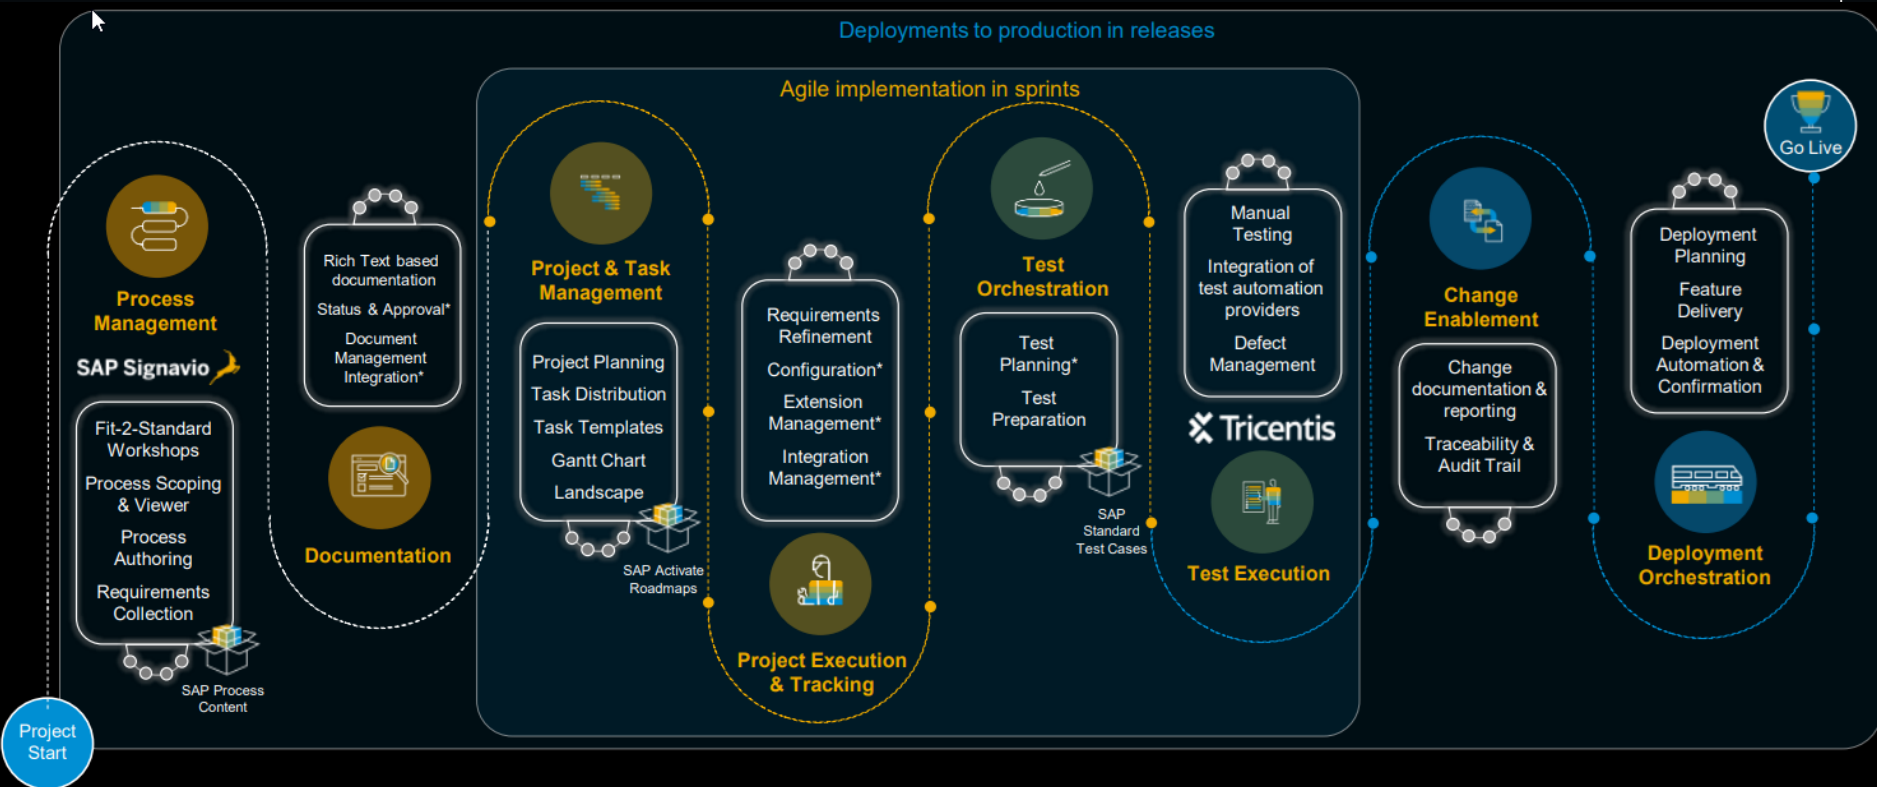 Deployments to production in releases
Agile implementation in sprints
Project
Start
Process
Management
SAP Signavio
Fit-2-Standard
Workshops
Process Scoping
& Viewer
Process
Authoring
Requirements
Collection
SAP Process
Content
Rich Text based
documentation
Status & Approval*
Document
Management
Integration*
Documentation
Project & Task
Management
Project Planning
Task Distribution
Task Templates
Gantt Chart
Landscape
SAP Activate
Roadmaps
Requirements
Refinement
Configuration*
Extension
Management*
Integration
Management*
Project Execution
& Tracking
Test
Orchestration
Test
Planning*
Test
Preparation
SAP
Standard
Test Cases
Manual
Testing
Integration of
test automation
providers
Defect
Management
Tricentis
Test Execution
Change
Enablement
Change
documentation &
reporting
Traceability &
Audit Trail
Deployment
Planning
Feature
Delivery
Deployment
Automation &
Confirmation
Deployment
Orchestration
Go Live